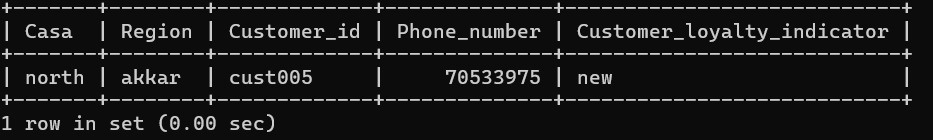 +-------+--------+-------------+--------------+----------------------------+
| Casa  | Region | Customer_id | Phone_number | Customer_loyalty_indicator |
+-------+--------+-------------+--------------+----------------------------+
| north | akkar  | cust005     |     70533975 | new                        |
+-------+--------+-------------+--------------+----------------------------+
1 row in set (0.00 sec)